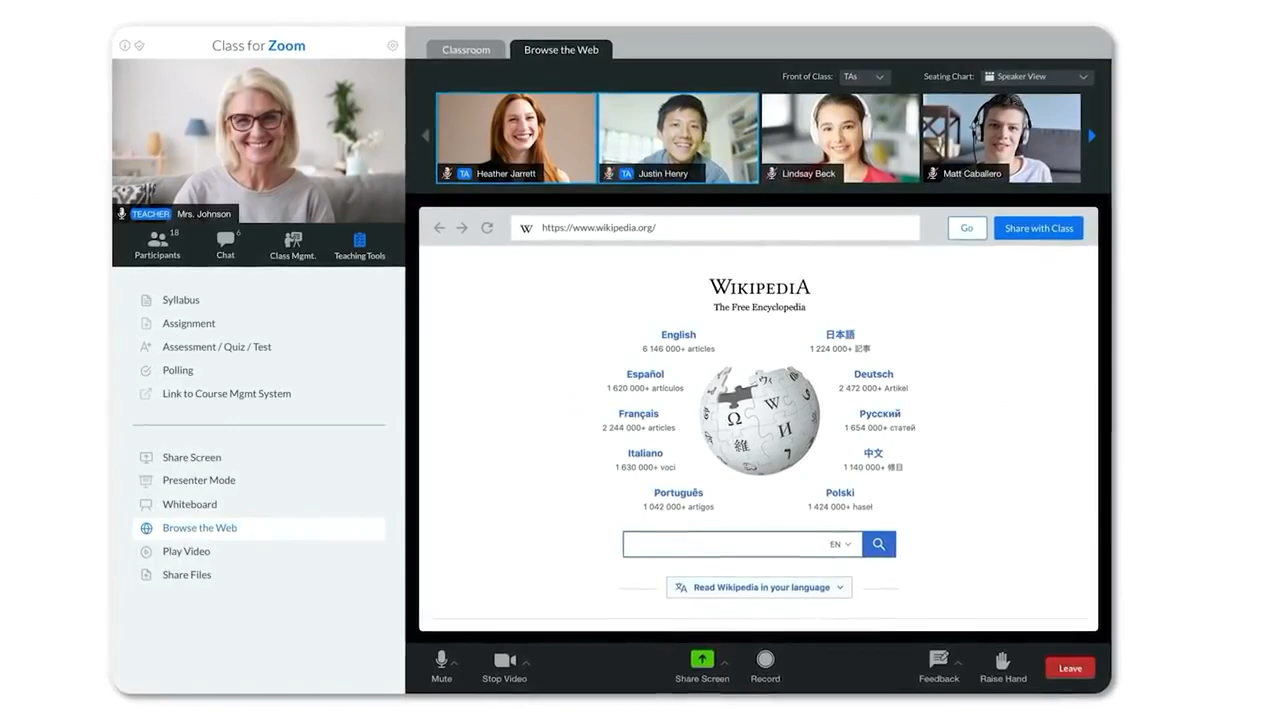 Class for Zoom
TEACHER Mrs. Johnson
18
Participants
6
Chat
Class Mgmt.
Teaching Tools
Syllabus
Assignment
Assessment / Quiz / Test
Polling
Link to Course Mgmt System
Share Screen
Presenter Mode
Whiteboard
Browse the Web
Play Video
Share Files
Classroom
Browse the Web
Front of Class: TAs
Seating Chart: Speaker View
TA Heather Jarrett
TA Justin Henry
Lindsay Beck
Matt Caballero
W https://www.wikipedia.org/
Go
Share with Class
WIKIPEDIA
The Free Encyclopedia
English
6 146 000+ articles
日本語
1 224 000+ 記事
Español
1 620 000+ artículos
Deutsch
2 472 000+ Artikel
Français
2 244 000+ articles
Русский
1 654 000+ статей
Italiano
1 630 000+ voci
中文
1 140 000+ 條目
Português
1 042 000+ artigos
Polski
1 424 000+ haseł
Ω
W
И
維
EN
Read Wikipedia in your language
Mute
Stop Video
Share Screen
Record
Feedback
Raise Hand
Leave